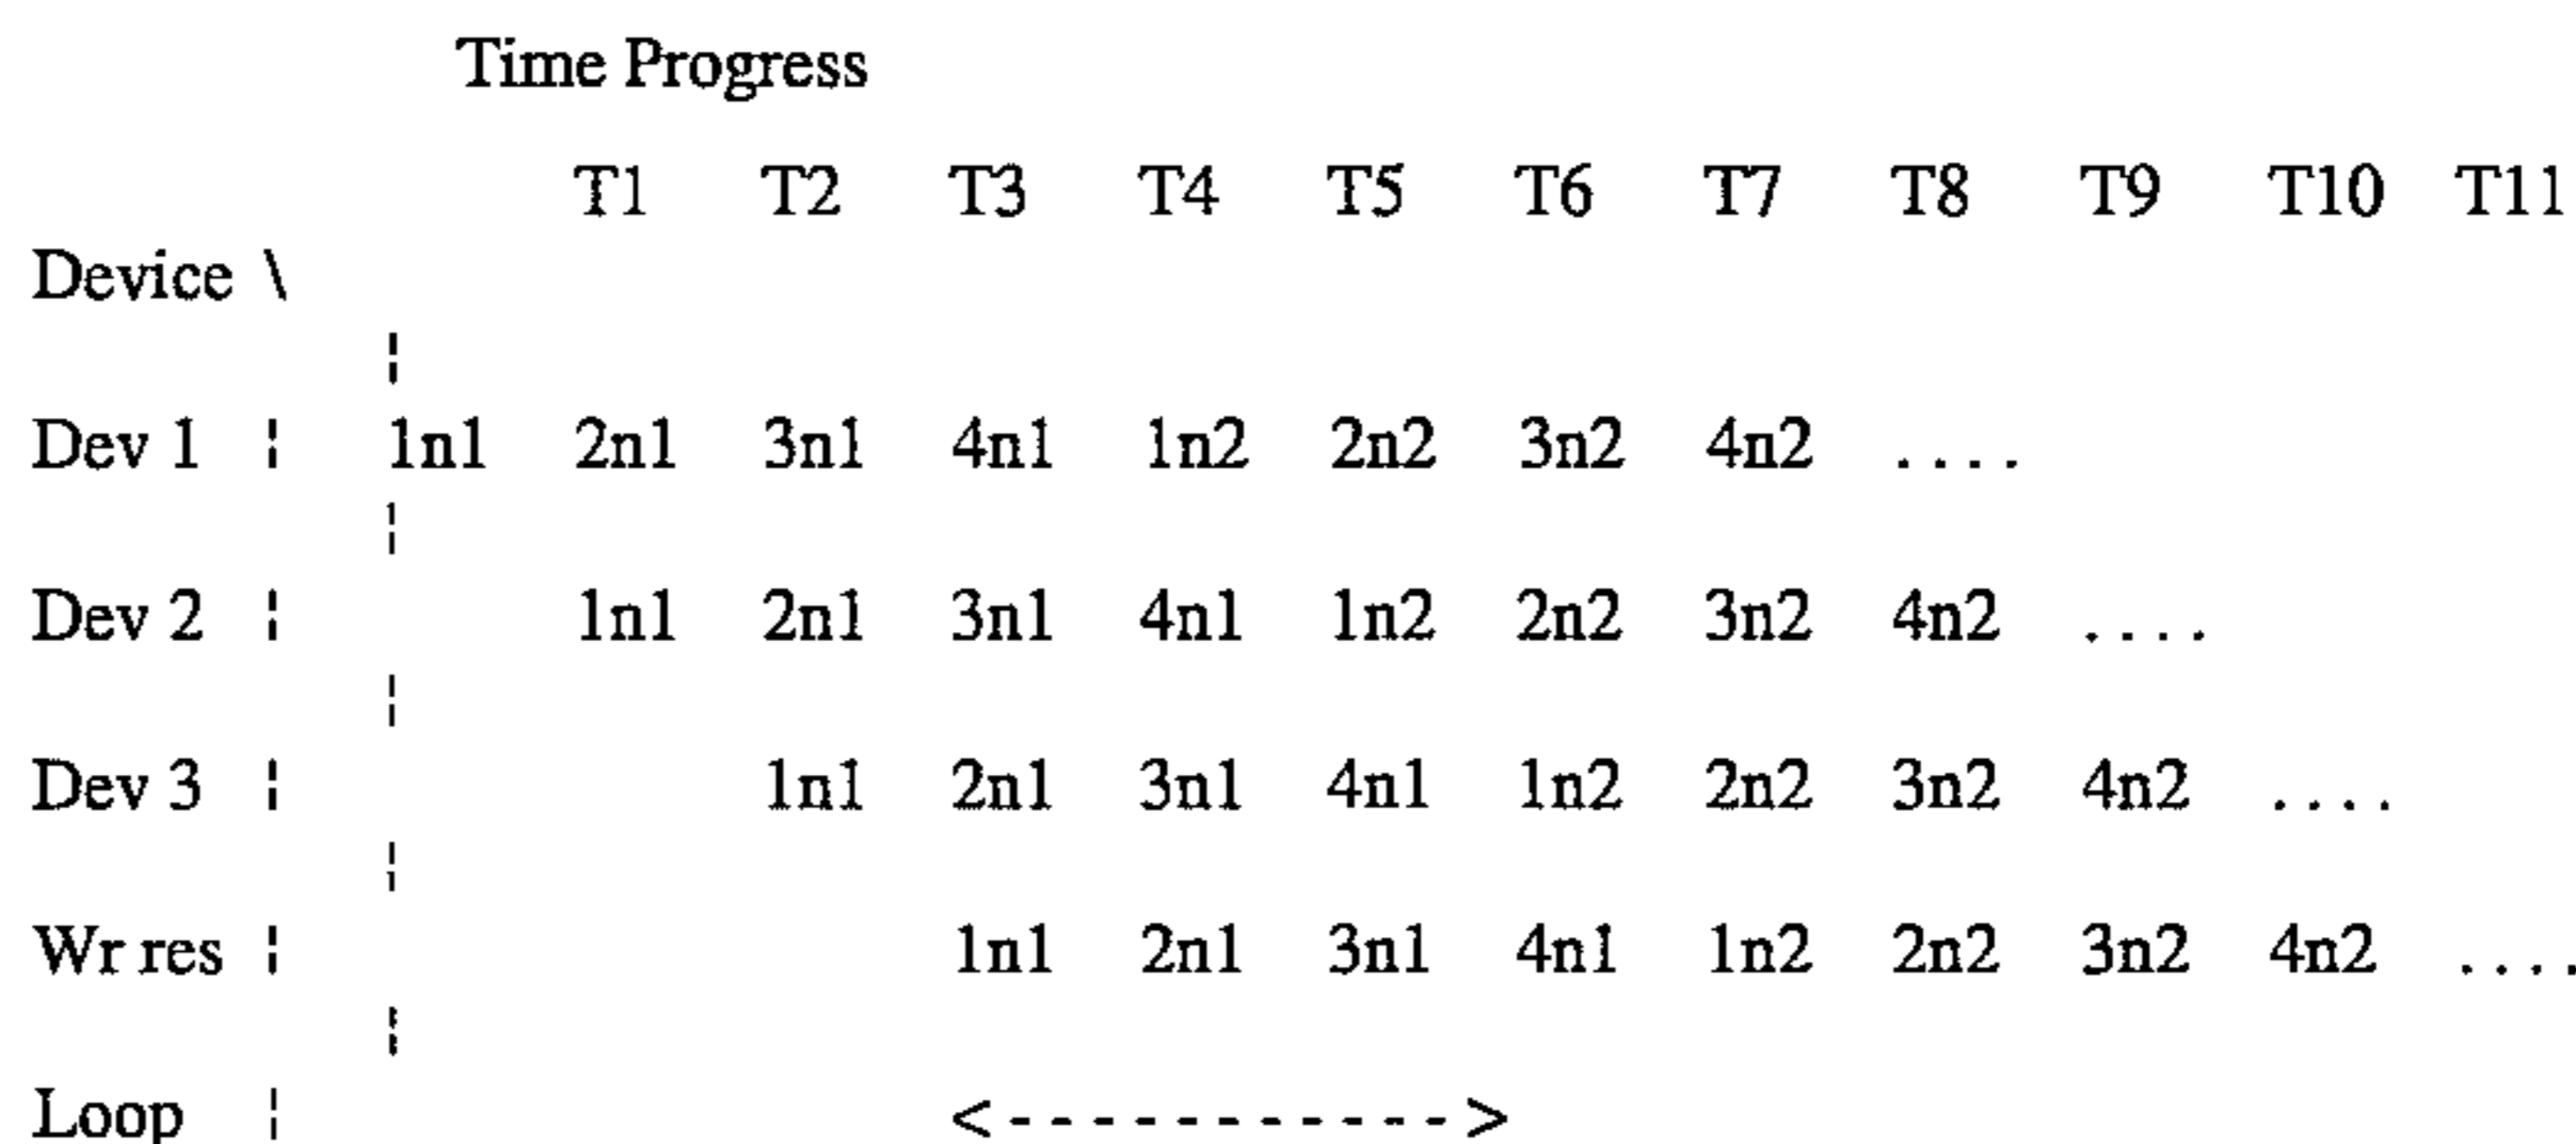 Time Progress
T1 T2 T3 T4 T5 T6 T7 T8 T9 T10 T11
Device \
¦
Dev 1 ¦ 1n1 2n1 3n1 4n1 1n2 2n2 3n2 4n2 ....
¦
Dev 2 ¦ 1n1 2n1 3n1 4n1 1n2 2n2 3n2 4n2 ....
¦
Dev 3 ¦ 1n1 2n1 3n1 4n1 1n2 2n2 3n2 4n2 ....
¦
Wr res ¦ 1n1 2n1 3n1 4n1 1n2 2n2 3n2 4n2 ....
¦
Loop ¦ <----------->